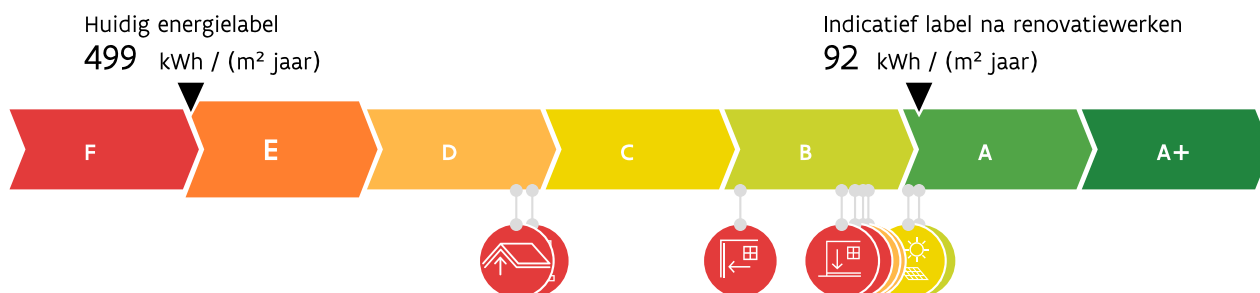 Huidig energielabel
499 kWh / (m² jaar)
Indicatief label na renovatiewerken
92 kWh / (m² jaar)
F E D C B A A+